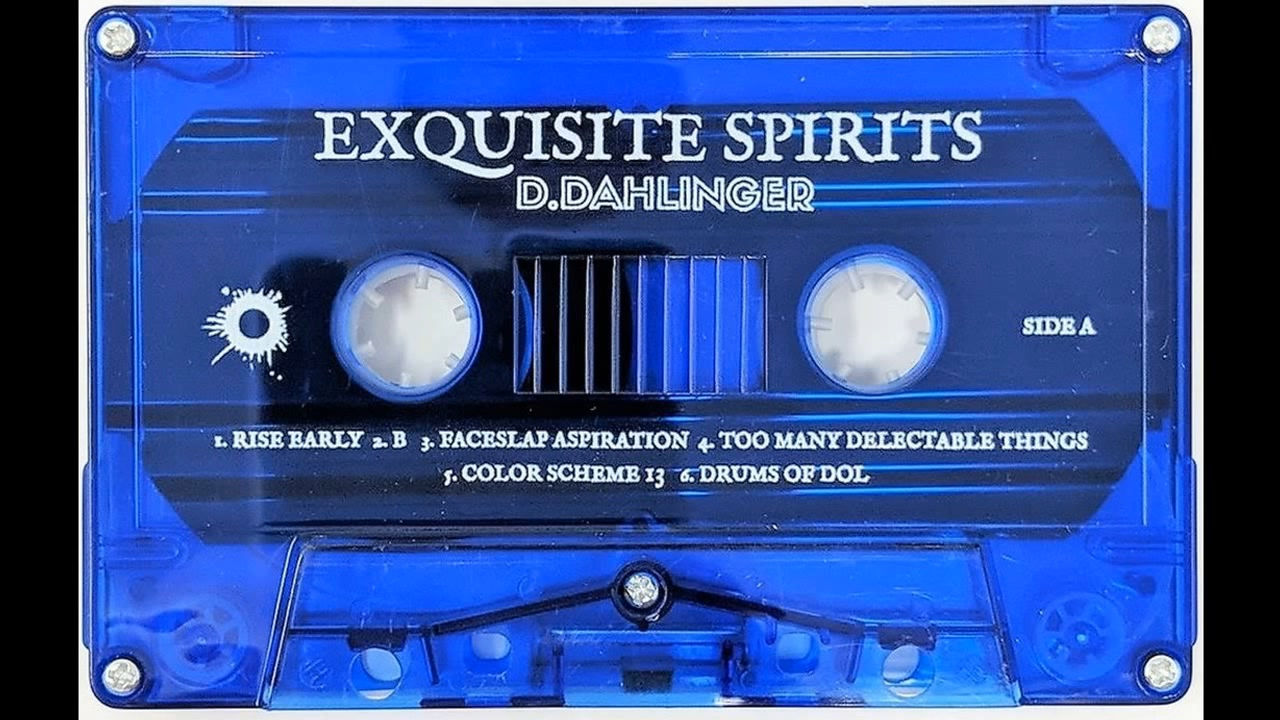 EXQUISITE SPIRITS
D.DAHLINGER
SIDE A
1. RISE EARLY 2. B 3. FACESLAP ASPIRATION 4. TOO MANY DELECTABLE THINGS
5. COLOR SCHEME 13 6. DRUMS OF DOL